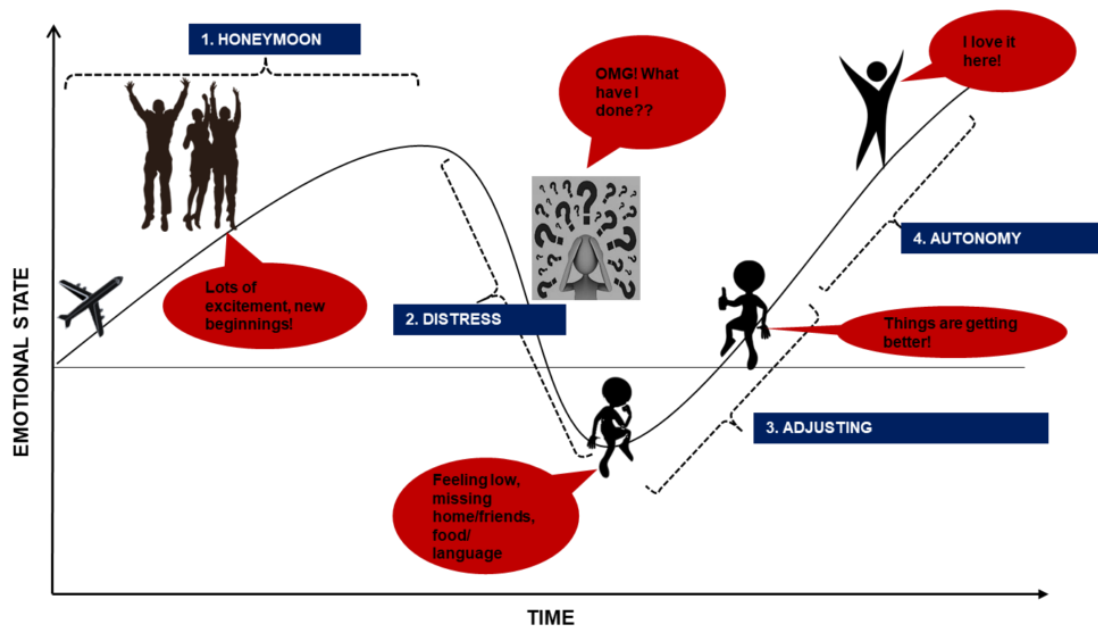 1. HONEYMOON
I love it
here!
OMG! What
have I
done??
4. AUTONOMY
Lots of
excitement, new
beginnings!
2. DISTRESS
Things are getting
better!
3. ADJUSTING
Feeling low,
missing
home/friends,
food/
language
EMOTIONAL STATE
TIME